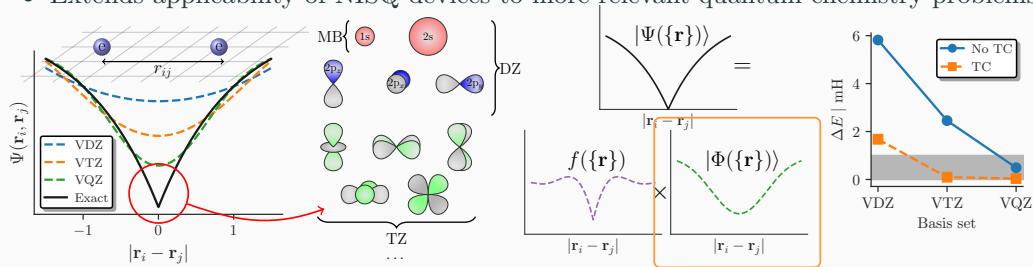 Extends applicability of NISQ devices to more relevant quantum chemistry problems
e e
r_ij
Ψ(r_i, r_j)
VDZ
VTZ
VQZ
Exact
−1 0 1
|r_i − r_j|
MB
1s 2s
DZ
2p_z 2p_x 2p_y
TZ
...
|Ψ({r})⟩
=
|r_i − r_j|
f({r})
×
|Φ({r})⟩
|r_i − r_j|
|r_i − r_j|
ΔE | mH
6
4
2
0
No TC
TC
VDZ VTZ VQZ
Basis set